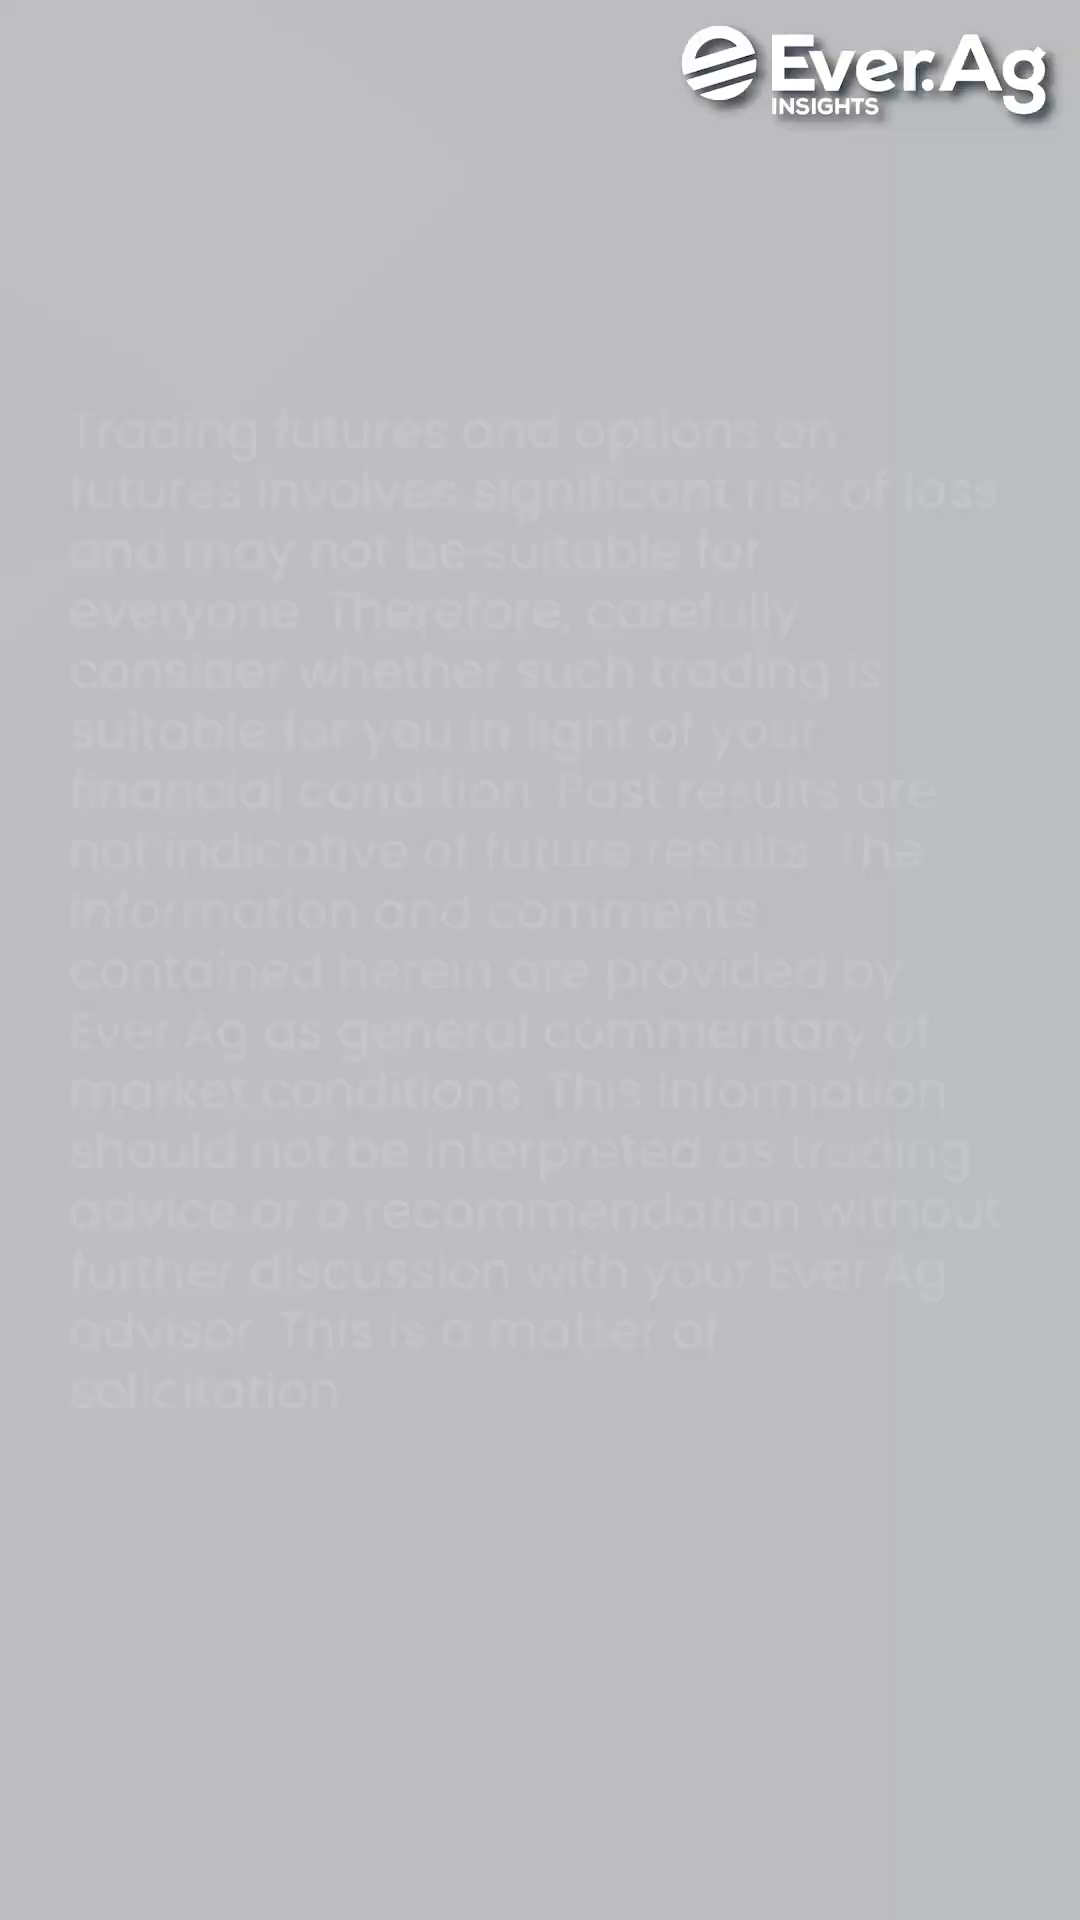 Ever.Ag
INSIGHTS
Trading futures and options on
futures involves significant risk of loss
and may not be suitable for
everyone. Therefore, carefully
consider whether such trading is
suitable for you in light of your
financial condition. Past results are
not indicative of future results. The
information and comments
contained herein are provided by
Ever.Ag as general commentary of
market conditions. This information
should not be interpreted as trading
advice or a recommendation without
further discussion with your Ever.Ag
advisor. This is a matter of
solicitation.